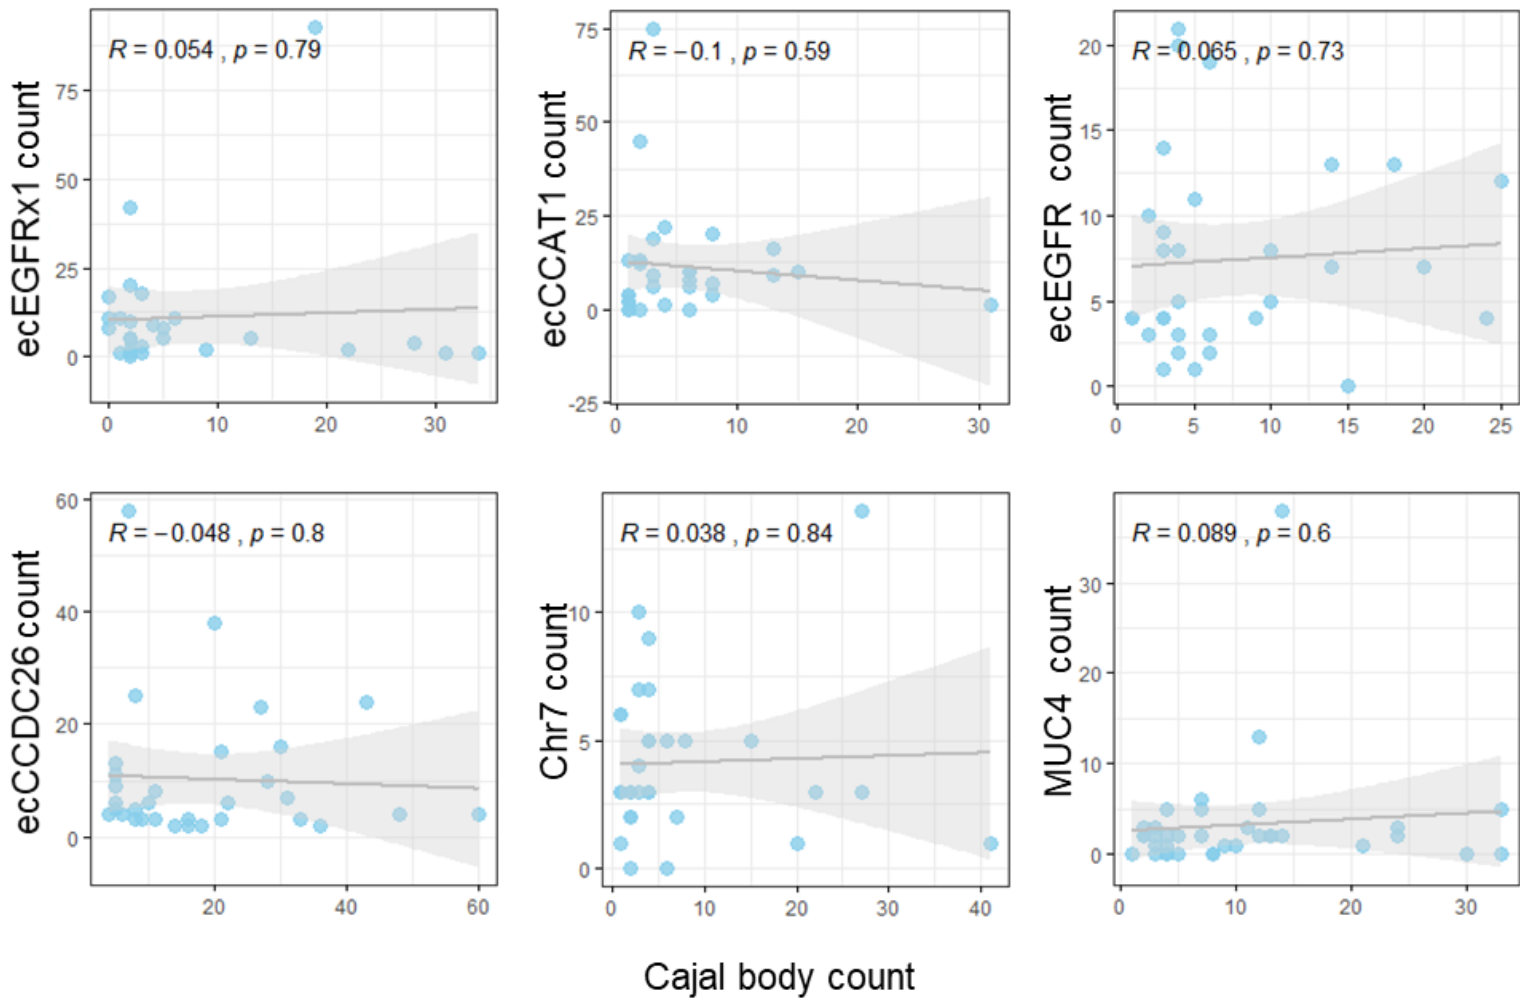 ecEGFRx1 count
R = 0.054 , p = 0.79
75
50
25
0
0 10 20 30
ecCCAT1 count
R = −0.1 , p = 0.59
75
50
25
0
-25
0 10 20 30
ecEGFR count
R = 0.065 , p = 0.73
20
15
10
5
0
0 5 10 15 20 25
ecCCDC26 count
R = −0.048 , p = 0.8
60
40
20
0
20 40 60
Chr7 count
R = 0.038 , p = 0.84
10
5
0
0 10 20 30 40
MUC4 count
R = 0.089 , p = 0.6
30
20
10
0
0 10 20 30
Cajal body count